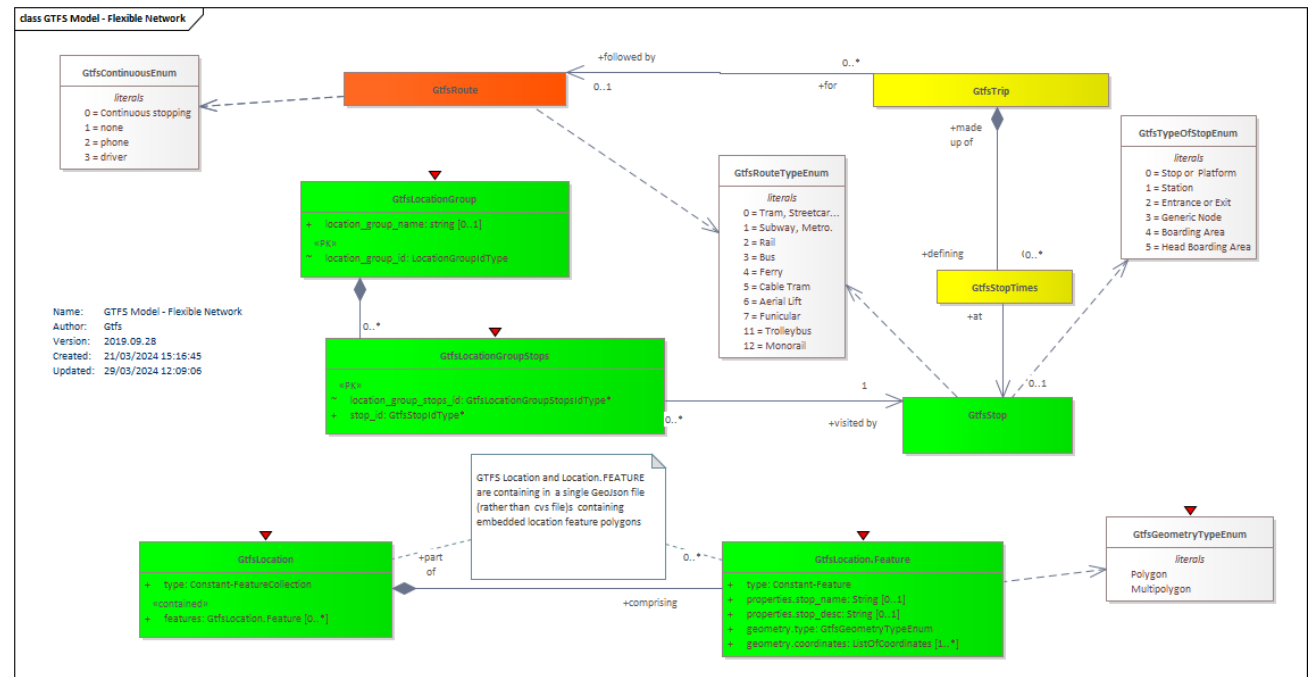 class GTFS Model - Flexible Network
GtfsContinuousEnum
literals
0 = Continuous stopping
1 = none
2 = phone
3 = driver
GtfsRoute
+followed by
0..1
0..*
+for
GtfsTrip
+made
up of
GtfsTypeOfStopEnum
literals
0 = Stop or Platform
1 = Station
2 = Entrance or Exit
3 = Generic Node
4 = Boarding Area
5 = Head Boarding Area
GtfsRouteTypeEnum
literals
0 = Tram, Streetcar...
1 = Subway, Metro.
2 = Rail
3 = Bus
4 = Ferry
5 = Cable Tram
6 = Aerial Lift
7 = Funicular
11 = Trolleybus
12 = Monorail
GtfsLocationGroup
+ location_group_name: string [0..1]
«PK»
~ location_group_id: LocationGroupIdType
+defining
(0..*
GtfsStopTimes
+at
Name: GTFS Model - Flexible Network
Author: Gtfs
Version: 2019.09.28
Created: 21/03/2024 15:16:45
Updated: 29/03/2024 12:09:06
0..*
GtfsLocationGroupStops
«PK»
~ location_group_stops_id: GtfsLocationGroupStopsIdType*
+ stop_id: GtfsStopIdType*
0..*
1
+visited by
0..1
GtfsStop
GTFS Location and Location.FEATURE
are containing in a single GeoJson file
(rather than cvs file)s containing
embedded location feature polygons
GtfsLocation
+ type: Constant-FeatureCollection
«contained»
+ features: GtfsLocation.Feature [0..*]
+part
of
0..*
+comprising
GtfsLocation.Feature
+ type: Constant-Feature
+ properties.stop_name: String [0..1]
+ properties.stop_desc: String [0..1]
+ geometry.type: GtfsGeometryTypeEnum
+ geometry.coordinates: ListOfCoordinates [1..*]
GtfsGeometryTypeEnum
literals
Polygon
Multipolygon